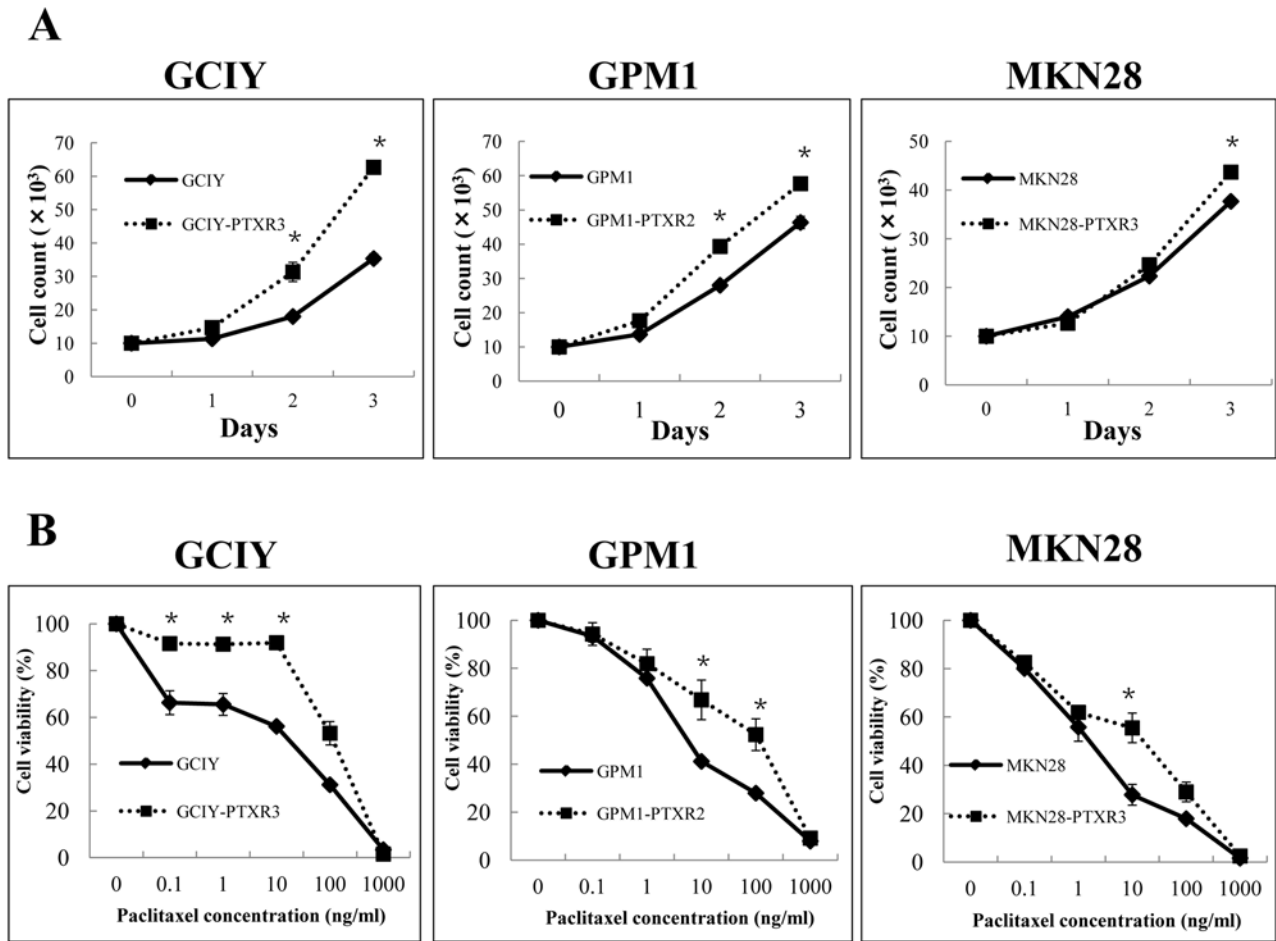 A
GCIY
GPM1
MKN28
Cell count ( × 10³)
70
60
50
40
30
20
10
0
GCIY
GCIY-PTXR3
*
*
0 1 2 3
Days
Cell count ( × 10³)
70
60
50
40
30
20
10
0
GPM1
GPM1-PTXR2
*
*
0 1 2 3
Days
Cell count ( × 10³)
50
40
30
20
10
0
MKN28
MKN28-PTXR3
*
0 1 2 3
Days
B
GCIY
GPM1
MKN28
Cell viability (%)
100
80
60
40
20
0
* * *
GCIY
GCIY-PTXR3
0 0.1 1 10 100 1000
Paclitaxel concentration (ng/ml)
Cell viability (%)
100
80
60
40
20
0
*
*
GPM1
GPM1-PTXR2
0 0.1 1 10 100 1000
Paclitaxel concentration (ng/ml)
Cell viability (%)
100
80
60
40
20
0
*
MKN28
MKN28-PTXR3
0 0.1 1 10 100 1000
Paclitaxel concentration (ng/ml)